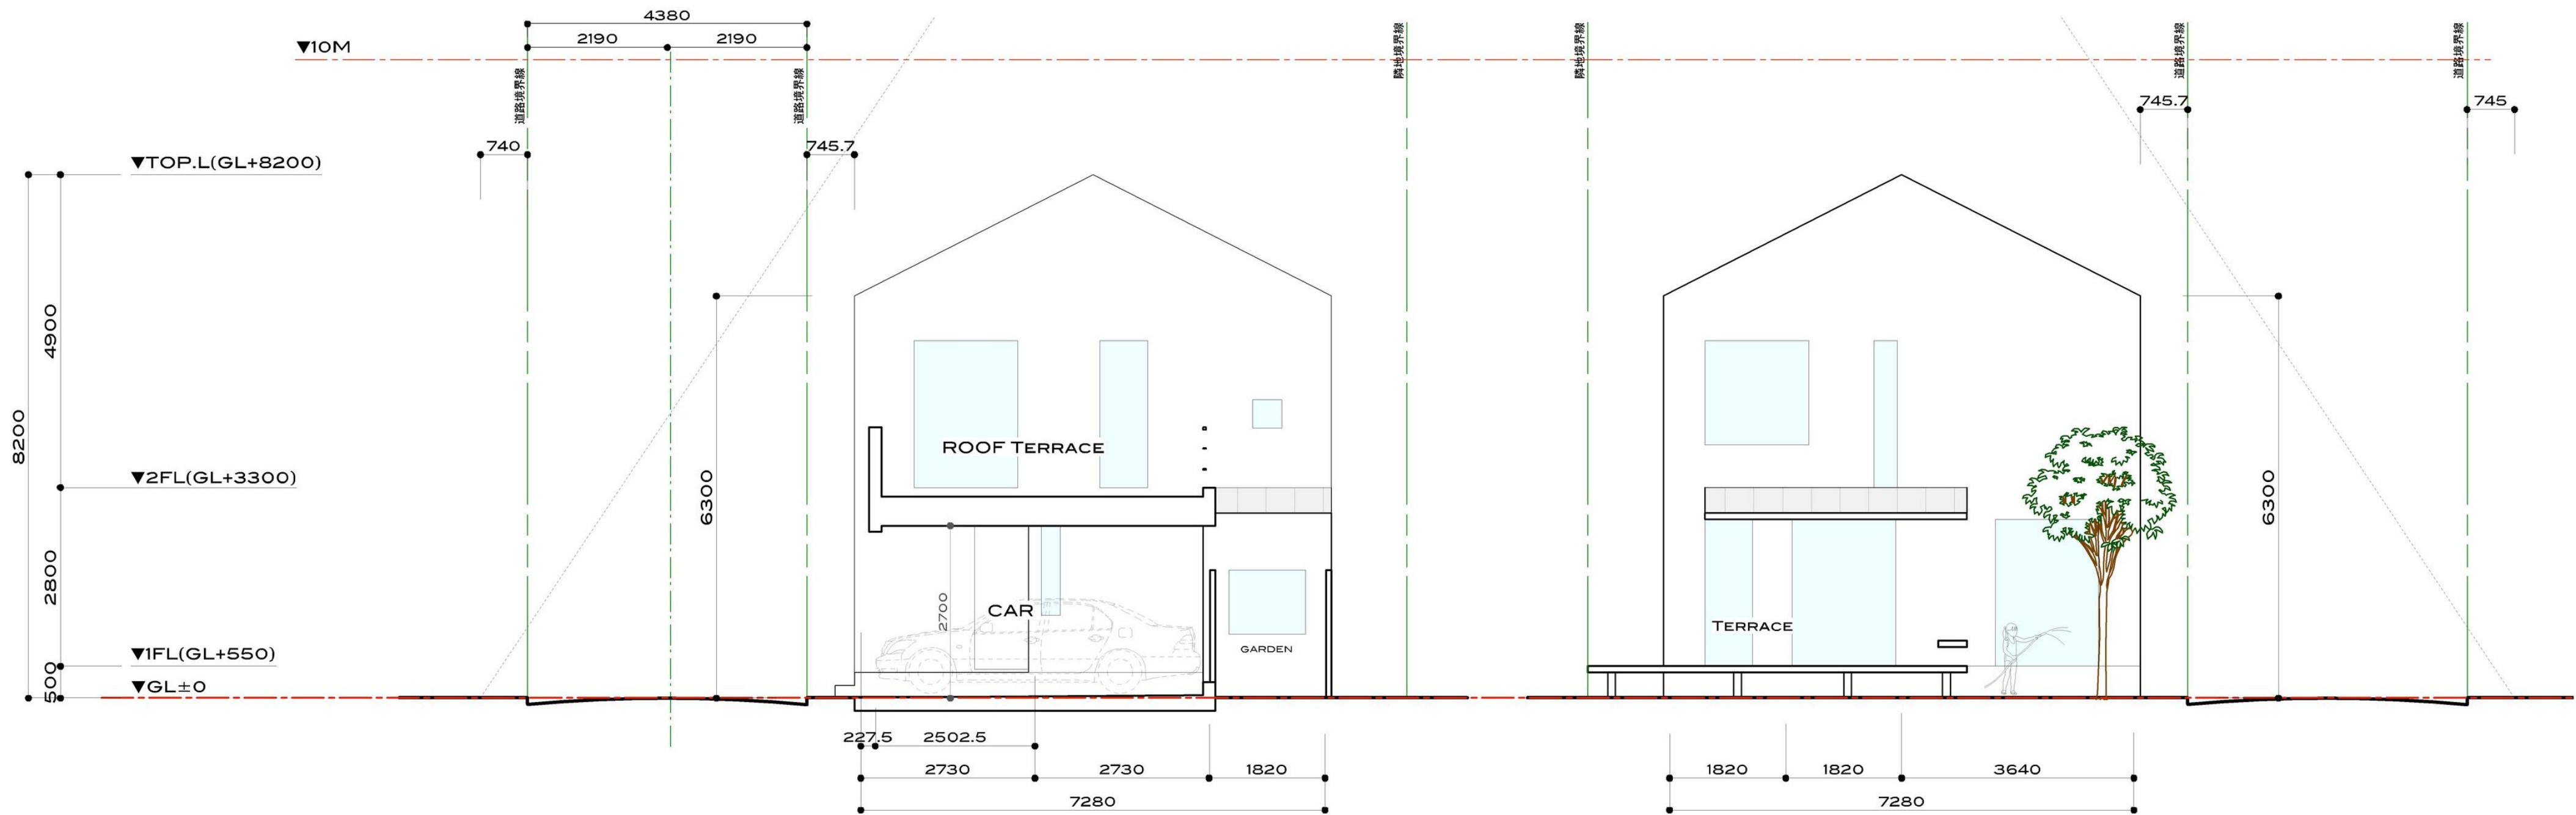 4380
2190
2190
▼10M
道路境界線
道路境界線
隣地境界線
隣地境界線
道路境界線
道路境界線
745.7
745
740
745.7
▼TOP.L(GL+8200)
8200
4900
▼2FL(GL+3300)
2800
▼1FL(GL+550)
500
▼GL±0
6300
ROOF TERRACE
2700
CAR
GARDEN
TERRACE
6300
227.5
2502.5
2730
2730
1820
7280
1820
1820
3640
7280